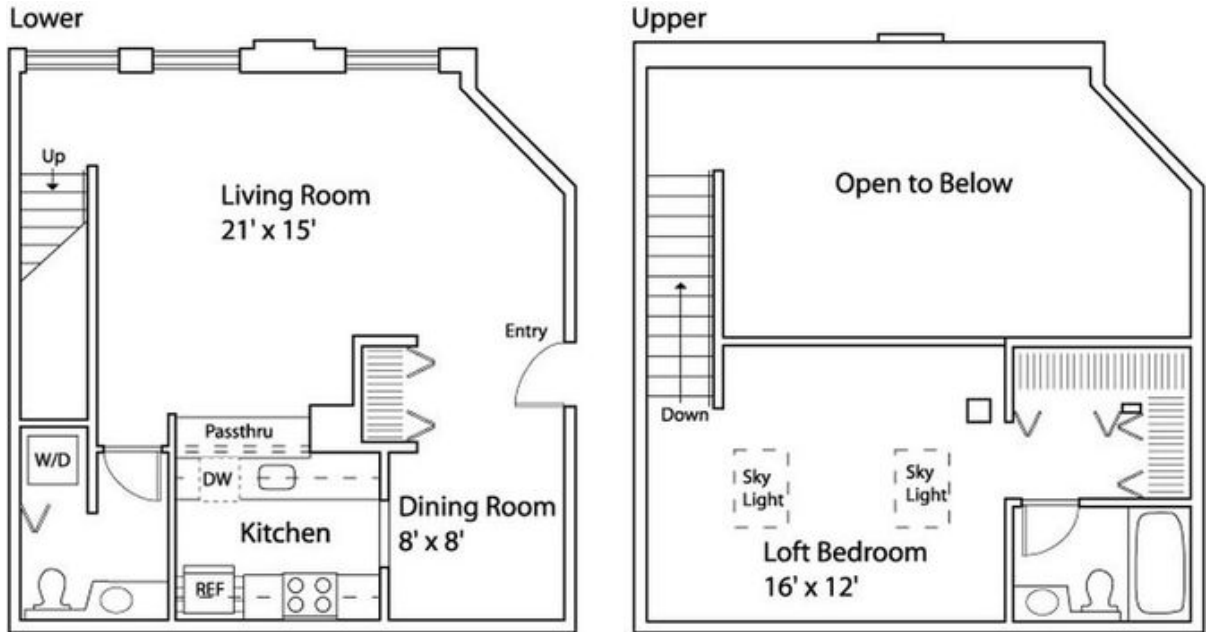 Lower
Up
Living Room
21' x 15'
Entry
Passthru
W/D
DW
Kitchen
Dining Room
8' x 8'
REF
Upper
Open to Below
Down
Sky
Light
Sky
Light
Loft Bedroom
16' x 12'